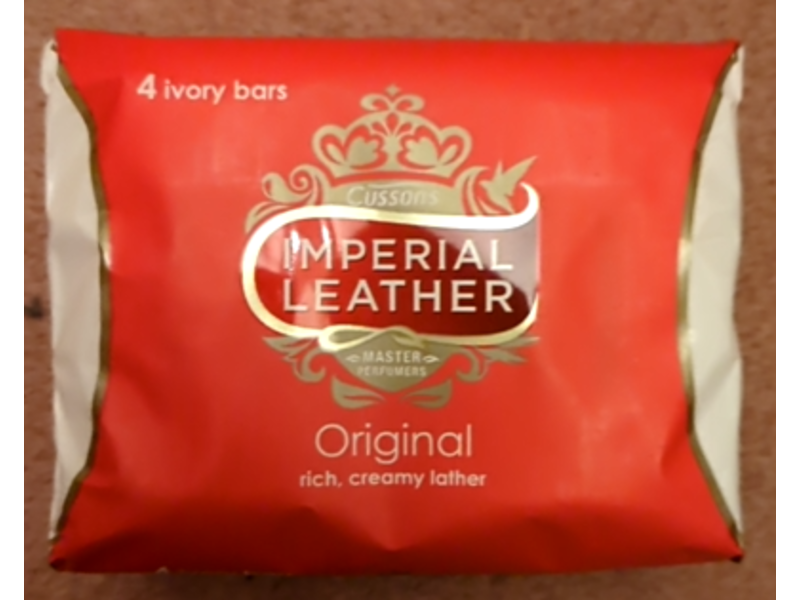 4 ivory bars
Cussons
IMPERIAL
LEATHER
MASTER
PERFUMERS
Original
rich, creamy lather